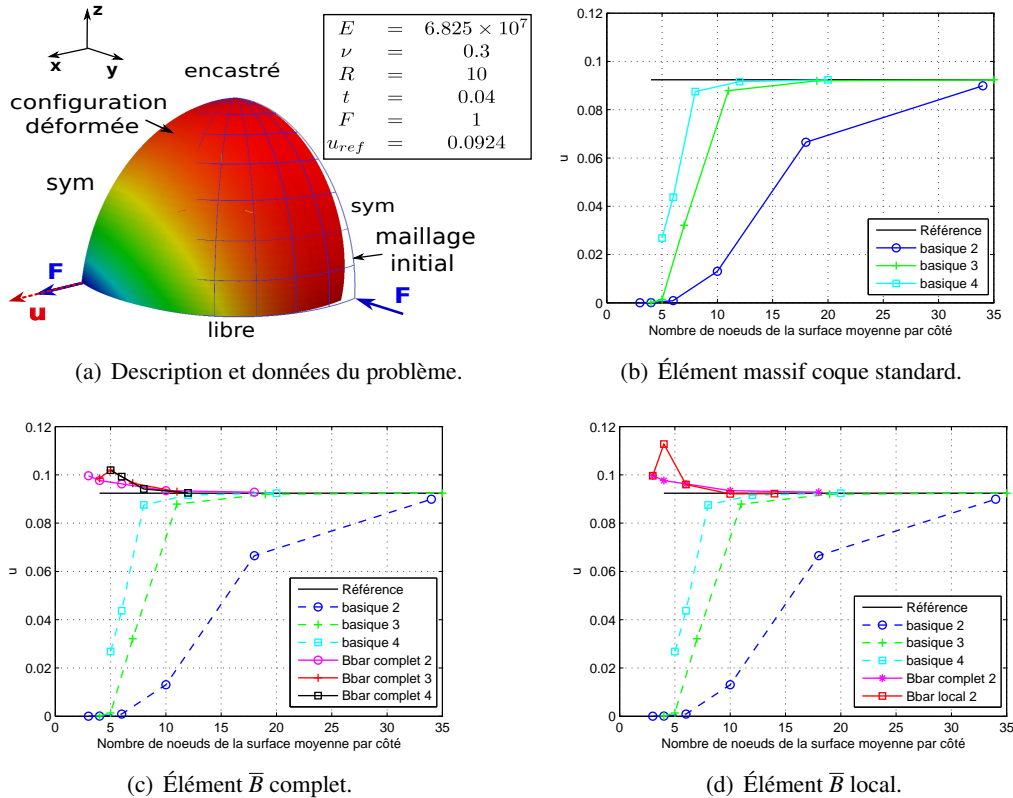 z
x
y
encastré
configuration
déformée
sym
sym
maillage
initial
F
u
F
libre
E = 6.825 × 10⁷
ν = 0.3
R = 10
t = 0.04
F = 1
u_ref = 0.0924
(a) Description et données du problème.
0.12
0.1
0.08
0.06
0.04
0.02
0
u
0 5 10 15 20 25 30 35
Nombre de noeuds de la surface moyenne par côté
Référence
basique 2
basique 3
basique 4
(b) Élément massif coque standard.
0.12
0.1
0.08
0.06
0.04
0.02
0
u
0 5 10 15 20 25 30 35
Nombre de noeuds de la surface moyenne par côté
Référence
basique 2
basique 3
basique 4
Bbar complet 2
Bbar complet 3
Bbar complet 4
(c) Élément B̅ complet.
0.12
0.1
0.08
0.06
0.04
0.02
0
u
0 5 10 15 20 25 30 35
Nombre de noeuds de la surface moyenne par côté
Référence
basique 2
basique 3
basique 4
Bbar complet 2
Bbar local 2
(d) Élément B̅ local.